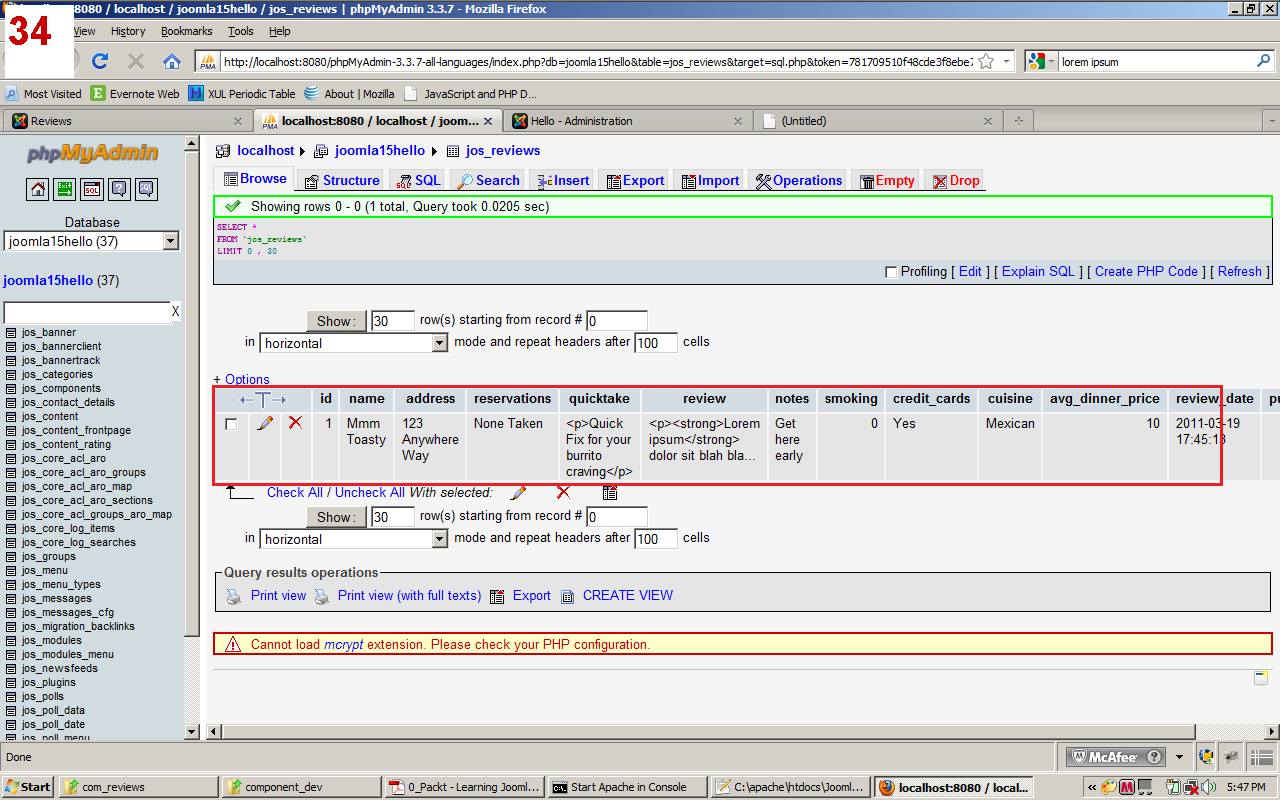 :8080 / localhost / joomla15hello / jos_reviews | phpMyAdmin 3.3.7 - Mozilla Firefox
34
View History Bookmarks Tools Help
PMA http://localhost:8080/phpMyAdmin-3.3.7-all-languages/index.php?db=joomla15hello&table=jos_reviews&target=sql.php&token=781709510f48cde3f8ebe7 lorem ipsum
Most Visited Evernote Web XUL Periodic Table About | Mozilla JavaScript and PHP D...
Reviews localhost:8080 / localhost / joom... Hello - Administration (Untitled)
phpMyAdmin
Database
joomla15hello (37)
joomla15hello (37)
X
jos_banner
jos_bannerclient
jos_bannertrack
jos_categories
jos_components
jos_contact_details
jos_content
jos_content_frontpage
jos_content_rating
jos_core_acl_aro
jos_core_acl_aro_groups
jos_core_acl_aro_map
jos_core_acl_aro_sections
jos_core_acl_groups_aro_map
jos_core_log_items
jos_core_log_searches
jos_groups
jos_menu
jos_menu_types
jos_messages
jos_messages_cfg
jos_migration_backlinks
jos_modules
jos_modules_menu
jos_newsfeeds
jos_plugins
jos_polls
jos_poll_data
jos_poll_date
jos_poll_menu
localhost joomla15hello jos_reviews
Browse Structure SQL Search Insert Export Import Operations Empty Drop
Showing rows 0 - 0 (1 total, Query took 0.0205 sec)
SELECT *
FROM `jos_reviews`
LIMIT 0 , 30
Profiling [ Edit ] [ Explain SQL ] [ Create PHP Code ] [ Refresh ]
Show : 30 row(s) starting from record # 0
in horizontal mode and repeat headers after 100 cells
+ Options
←T→ id name address reservations quicktake review notes smoking credit_cards cuisine avg_dinner_price review_date pu
1 Mmm Toasty 123 Anywhere Way None Taken <p>Quick Fix for your burrito craving</p> <p><strong>Lorem ipsum</strong> dolor sit blah bla... Get here early 0 Yes Mexican 10 2011-03-19 17:45:13
Check All / Uncheck All With selected:
Show : 30 row(s) starting from record # 0
in horizontal mode and repeat headers after 100 cells
Query results operations
Print view Print view (with full texts) Export CREATE VIEW
Cannot load mcrypt extension. Please check your PHP configuration.
Done McAfee ?
Start com_reviews component_dev 0_Packt - Learning Jooml... Start Apache in Console C:\apache\htdocs\Jooml... localhost:8080 / local... « 5:47 PM